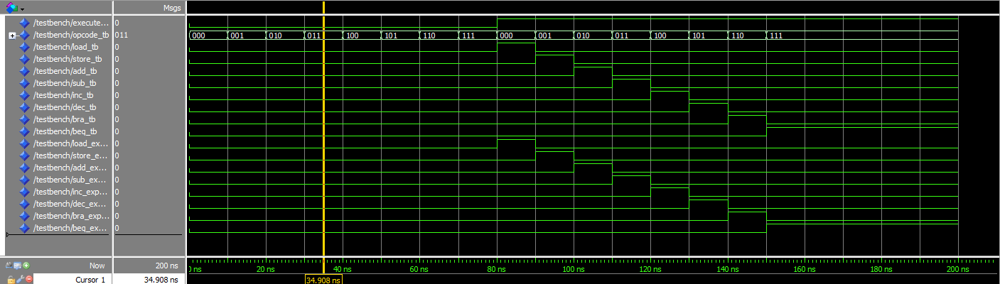 Msgs
/testbench/execute... 0
/testbench/opcode_tb 011 000 001 010 011 100 101 110 111 000 001 010 011 100 101 110 111
/testbench/load_tb 0
/testbench/store_tb 0
/testbench/add_tb 0
/testbench/sub_tb 0
/testbench/inc_tb 0
/testbench/dec_tb 0
/testbench/bra_tb 0
/testbench/beq_tb 0
/testbench/load_ex... 0
/testbench/store_e... 0
/testbench/add_ex... 0
/testbench/sub_ex... 0
/testbench/inc_exp... 0
/testbench/dec_ex... 0
/testbench/bra_exp... 0
/testbench/beq_ex... 0
Now 200 ns 0 ns 20 ns 40 ns 60 ns 80 ns 100 ns 120 ns 140 ns 160 ns 180 ns 200 ns
Cursor 1 34.908 ns 34.908 ns